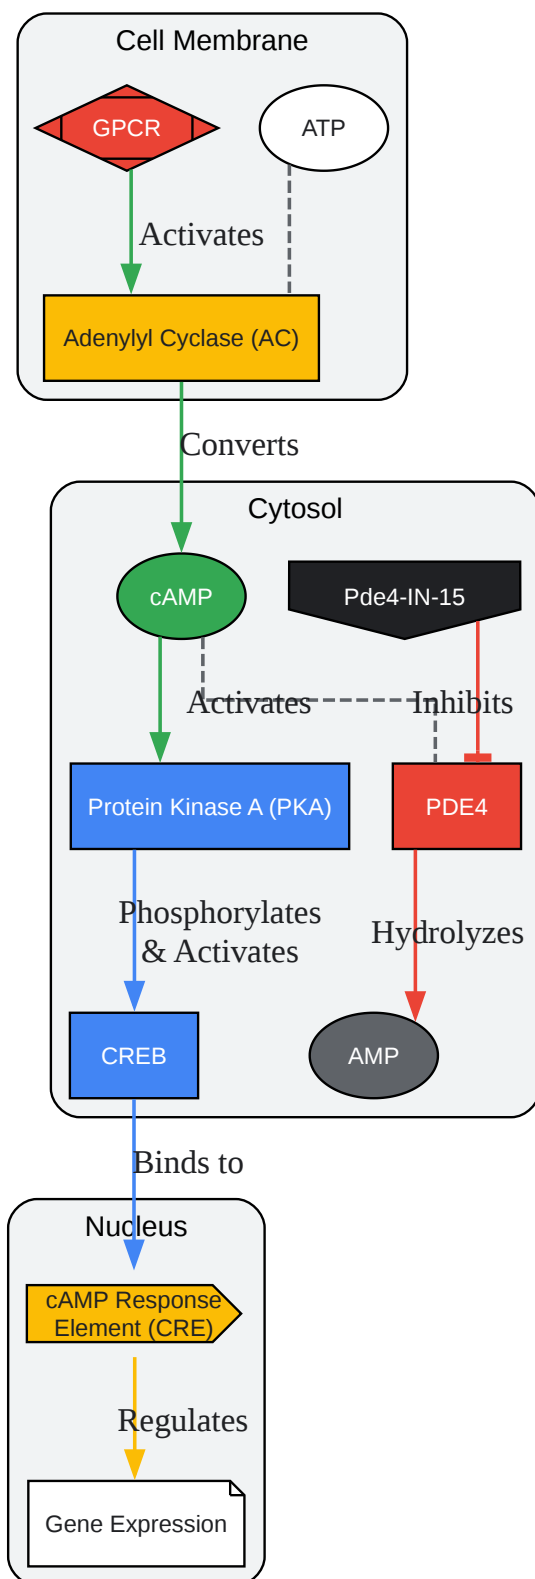 Cell Membrane
GPCR
ATP
Activates
Adenylyl Cyclase (AC)
Converts
Cytosol
cAMP
Pde4-IN-15
Activates
Inhibits
Protein Kinase A (PKA)
PDE4
Phosphorylates
& Activates
Hydrolyzes
CREB
AMP
Binds to
Nucleus
cAMP Response
Element (CRE)
Regulates
Gene Expression